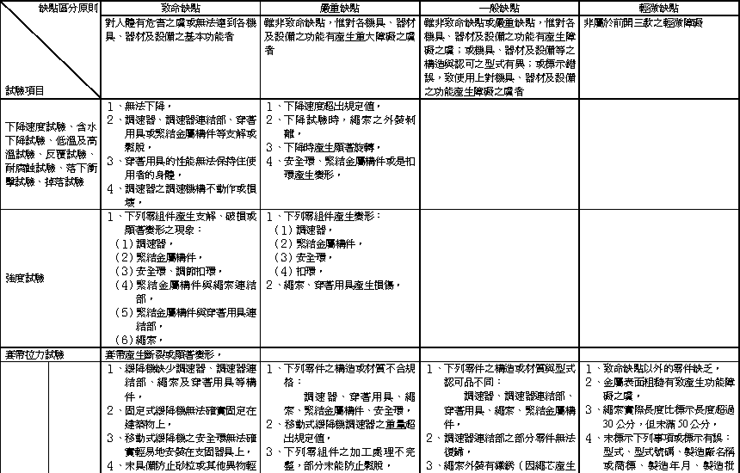 缺點區分原則
試驗項目
致命缺點
嚴重缺點
一般缺點
輕微缺點
對人體有危害之虞或無法達到各機
具、器材及設備之基本功能者
雖非致命缺點，惟對各機具、器材
及設備之功能有產生重大障礙之虞
者
雖非致命缺點或嚴重缺點，惟對各
機具、器材及設備之功能有產生障
礙之虞；或機具、器材及設備等之
構造與認可之型式有異；或標示錯
誤，致使用上對機具、器材及設備
之功能產生障礙之虞者
非屬於前開三款之輕微障礙
下降速度試驗、含水
下降試驗、低溫及高
溫試驗、反覆試驗、
耐腐蝕試驗、落下衝
擊試驗、掉落試驗
1、無法下降，
2、調速器、調速器連結部、穿著
用具或緊結金屬構件等支解或
鬆脫，
3、穿著用具的性能無法保持住使
用者的身體，
4、調速器之調速機構不動作或損
壞，
1、下降速度超出規定值，
2、下降試驗時，繩索之外裝剝
離，
3、下降時產生顯著旋轉，
4、安全環、緊結金屬構件或是扣
環產生變形，
強度試驗
1、下列零組件產生支解、破損或
顯著變形之現象：
(1)調速器，
(2)緊結金屬構件，
(3)安全環、調節扣環，
(4)緊結金屬構件與繩索連結
部，
(5)緊結金屬構件與穿著用具連
結部，
(6)繩索，
1、下列零組件產生變形：
(1)調速器，
(2)緊結金屬構件，
(3)安全環，
(4)扣環，
2、繩索、穿著用具產生損傷，
套帶拉力試驗
套帶產生斷裂或顯著變形，
1、緩降機缺少調速器、調速器連
結部、繩索及穿著用具等構
件，
2、固定式緩降機無法確實固定在
建築物上，
3、移動式緩降機之安全環無法確
實輕易地安裝在支固器具上，
4、未具備防止砂粒或其他異物輕
1、下列零件之構造或材質不合規
格：
調速器、穿著用具、繩
索、緊結金屬構件、安全環，
2、移動式緩降機調速器之重量超
出規定值，
3、下列零組件之加工處理不完
整，部分未能防止鬆脫，
1、下列零件之構造或材質與型式
認可品不同：
調速器、調速器連結部、
穿著用具、繩索、緊結金屬構
件，
2、調速器連結部之部分零件無法
復歸，
3、繩索外裝有縷銹（因縆芯產生
1、致命缺點以外的零件缺乏，
2、金屬表面粗糙有致產生功能障
礙之虞，
3、繩索實際長度比標示長度超過
30公分，但未滿50公分，
4、未標示下列事項或標示有誤：
型式、型式號碼、製造廠名稱
或商標、製造年月、製造批